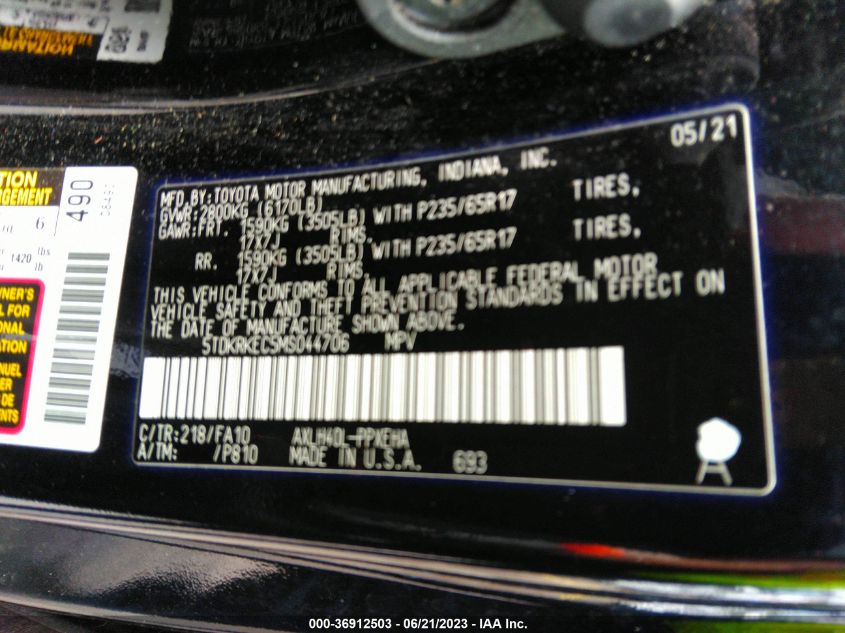 05/21
MFD.BY:TOYOTA MOTOR MANUFACTURING, INDIANA, INC.
GVWR:2800KG (6170LB)
GAWR:FRT. 1590KG (3505LB) WITH P235/65R17 TIRES,
17X7J RIMS.
RR. 1590KG (3505LB) WITH P235/65R17 TIRES,
17X7J RIMS.
THIS VEHICLE CONFORMS TO ALL APPLICABLE FEDERAL MOTOR
VEHICLE SAFETY AND THEFT PREVENTION STANDARDS IN EFFECT ON
THE DATE OF MANUFACTURE SHOWN ABOVE.
5TDKRKEC5MS044706 MPV
C/TR:218/FA10 AXLH40L-PPXEHA
A/TM: /P810 MADE IN U.S.A. 693
490
6
1420 lbs
lb
000-36912503 - 06/21/2023 - IAA Inc.